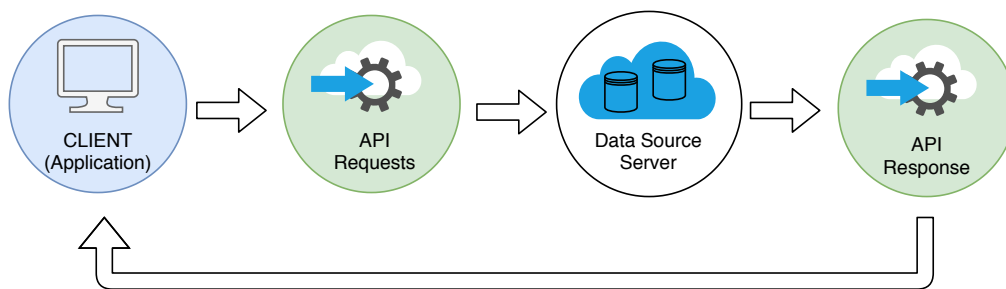 CLIENT
(Application)
API
Requests
Data Source
Server
API
Response